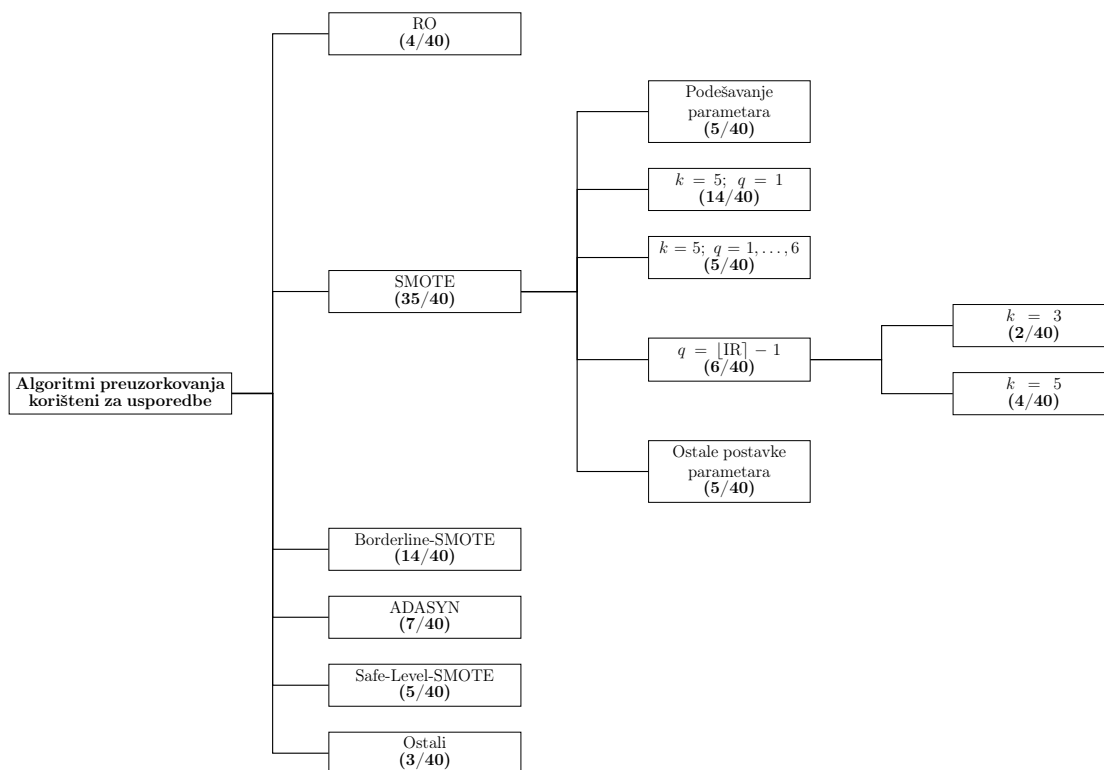 Algoritmi preuzorkovanja
korišteni za usporedbe
RO
(4/40)
SMOTE
(35/40)
Podešavanje
parametara
(5/40)
k = 5; q = 1
(14/40)
k = 5; q = 1, . . . , 6
(5/40)
q = ⌊IR⌉ − 1
(6/40)
k = 3
(2/40)
k = 5
(4/40)
Ostale postavke
parametara
(5/40)
Borderline-SMOTE
(14/40)
ADASYN
(7/40)
Safe-Level-SMOTE
(5/40)
Ostali
(3/40)